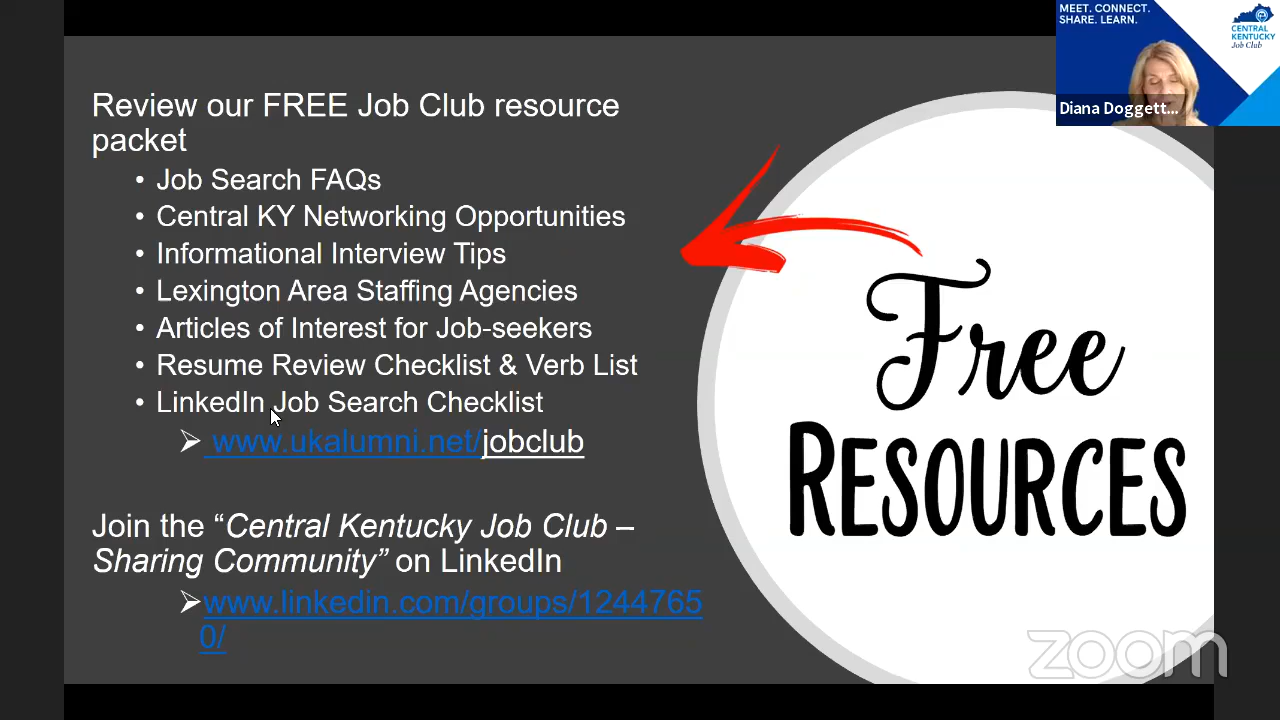 MEET. CONNECT.
SHARE. LEARN.
CENTRAL
KENTUCKY
Job Club
Diana Doggett...
Review our FREE Job Club resource
packet
• Job Search FAQs
• Central KY Networking Opportunities
• Informational Interview Tips
• Lexington Area Staffing Agencies
• Articles of Interest for Job-seekers
• Resume Review Checklist & Verb List
• LinkedIn Job Search Checklist
www.ukalumni.net/jobclub
Join the “Central Kentucky Job Club –
Sharing Community” on LinkedIn
www.linkedin.com/groups/1244765
0/
Free
RESOURCES
zoom